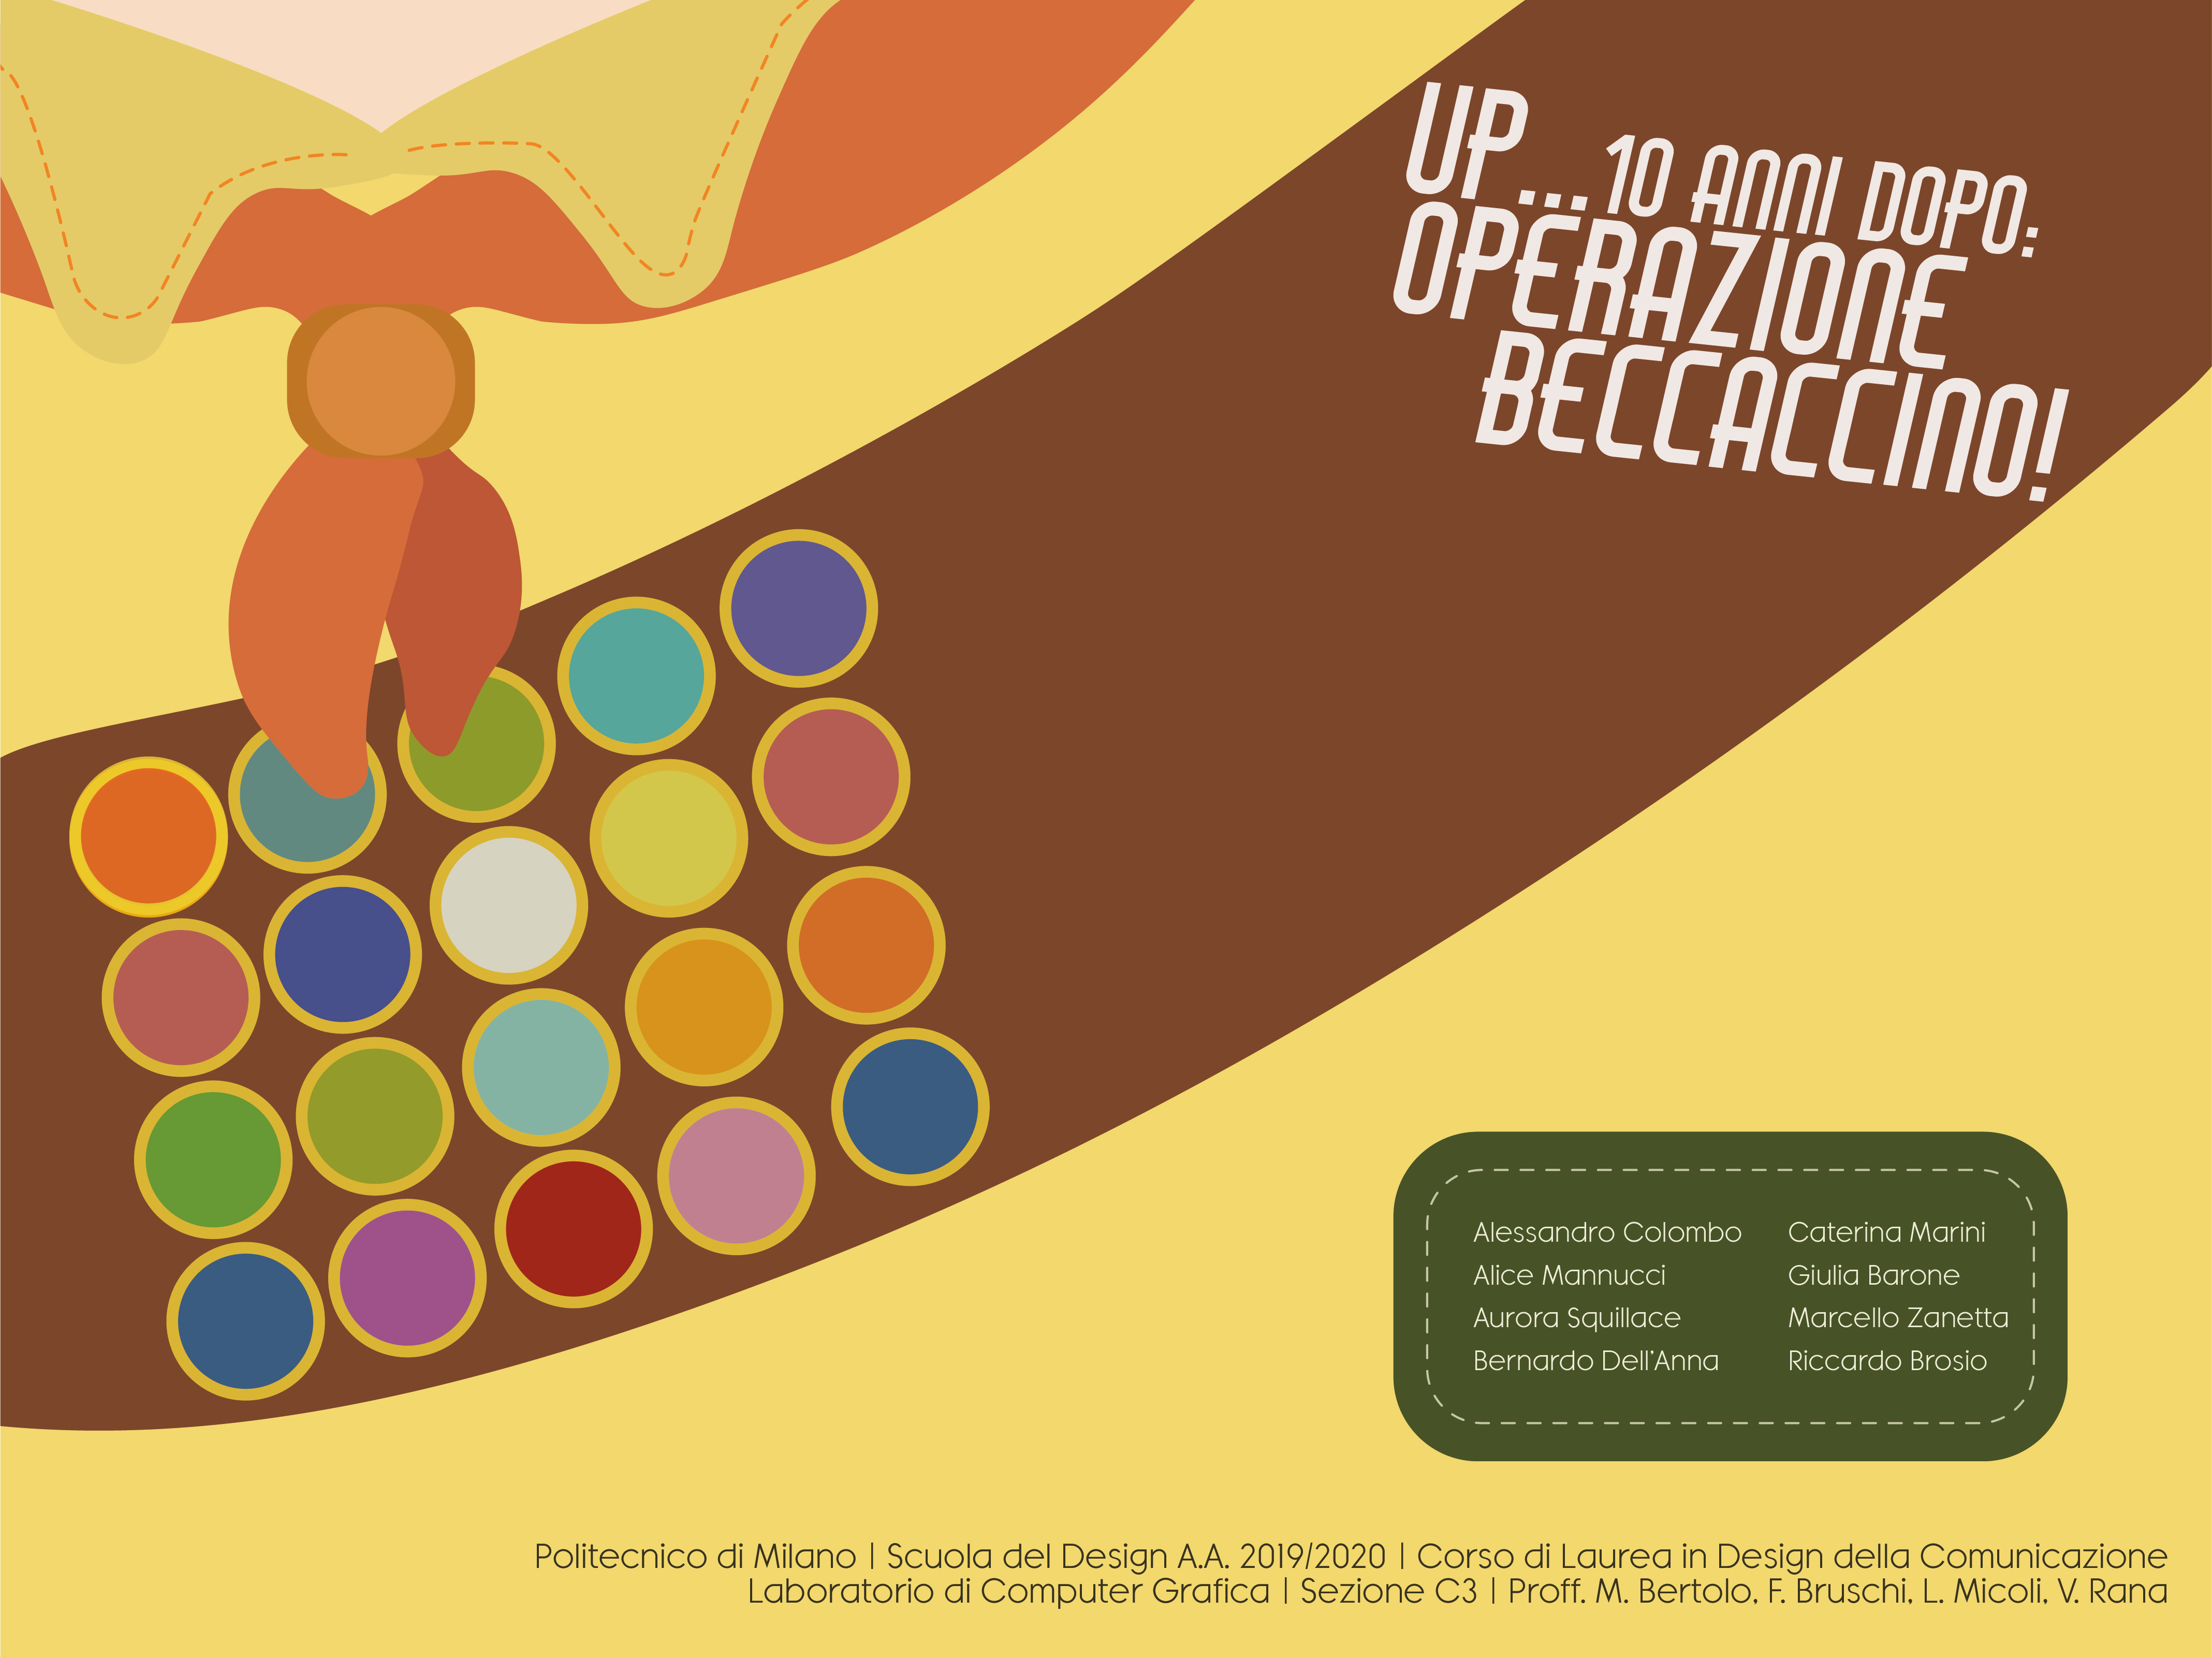 UP...10 ANNI DOPO:
OPERAZIONE
BECCACCINO!
Alessandro Colombo
Alice Mannucci
Aurora Squillace
Bernardo Dell'Anna
Caterina Marini
Giulia Barone
Marcello Zanetta
Riccardo Brosio
Politecnico di Milano | Scuola del Design A.A. 2019/2020 | Corso di Laurea in Design della Comunicazione
Laboratorio di Computer Grafica | Sezione C3 | Proff. M. Bertolo, F. Bruschi, L. Micoli, V. Rana